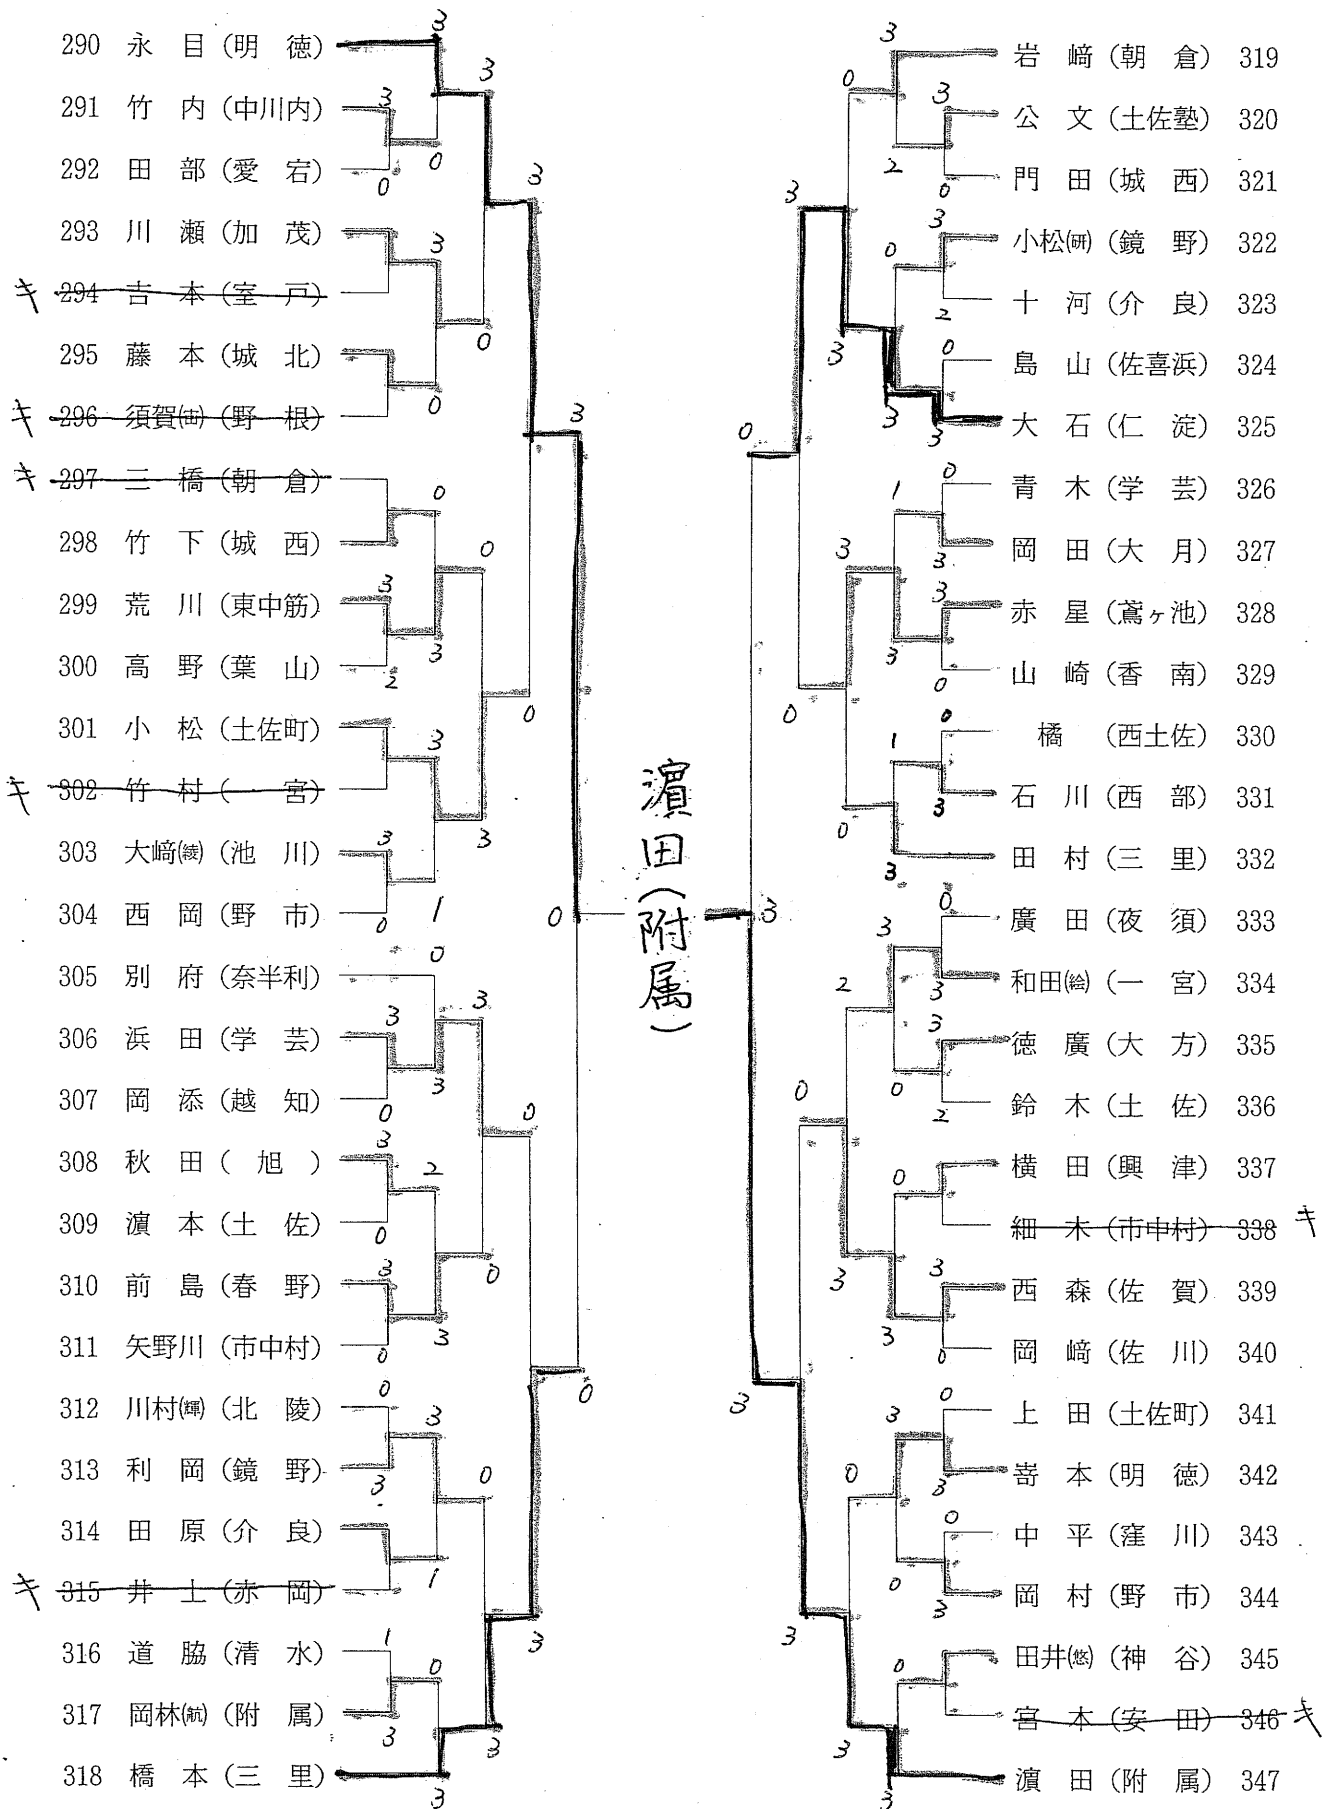 290 永目(明徳)
291 竹内(中川内)
292 田部(愛宕)
293 川瀬(加茂)
キ 294 吉本(室戸)
295 藤本(城北)
キ 296 須賀 (野根)
キ 297 三橋(朝倉)
298 竹下(城西)
299 荒川(東中筋)
300 高野(葉山)
301 小松(土佐町)
キ 302 竹村(一宮)
303 大﨑㈸(池川)
304 西岡(野市)
305 別府(奈半利)
306 浜田(学芸)
307 岡添(越知)
308 秋田(旭)
309 濵本(土佐)
310 前島(春野)
311 矢野川(市中村)
312 川村(輝)(北陵)
313 利岡(鏡野)
314 田原(介良)
キ 315 井上(赤岡)
316 道脇(清水)
317 岡林(航)(附属)
318 橋本(三里)
濵田(附属)
岩﨑(朝倉) 319
公文(土佐塾) 320
門田(城西) 321
小松(研)(鏡野) 322
十河(介良) 323
島山(佐喜浜) 324
大石(仁淀) 325
青木(学芸) 326
岡田(大月) 327
赤星(鳶ヶ池) 328
山崎(香南) 329
橘(西土佐) 330
石川(西部) 331
田村(三里) 332
廣田(夜須) 333
和田(絵)(一宮) 334
徳廣(大方) 335
鈴木(土佐) 336
横田(興津) 337
細木(市中村) 338 キ
西森(佐賀) 339
岡﨑(佐川) 340
上田(土佐町) 341
嵜本(明徳) 342
中平(窪川) 343
岡村(野市) 344
田井(悠)(神谷) 345
宮本(安田) 346 キ
濵田(附属) 347